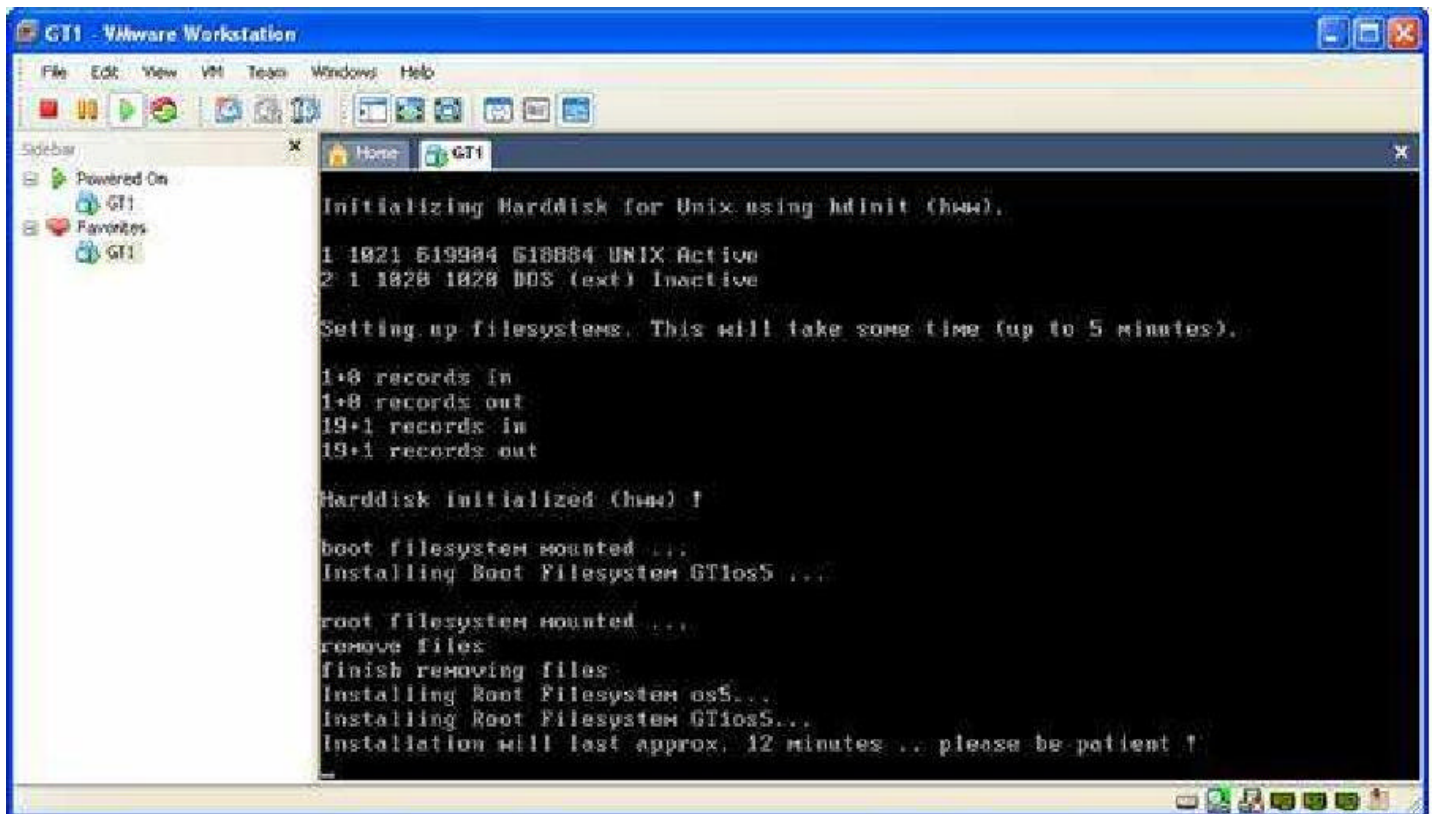 GT1 - VMware Workstation
File Edit View VM Team Windows Help
Sidebar
Powered On
GT1
Favorites
GT1
Home
GT1
Initializing Harddisk for Unix using hdinit (hww).
1 1021 619904 618884 UNIX Active
2 1 1020 1020 DOS (ext) Inactive
Setting up filesystems. This will take some time (up to 5 minutes).
1+0 records in
1+0 records out
19+1 records in
19+1 records out
Harddisk initialized (hww) !
boot filesystem mounted ...
Installing Boot Filesystem GT1os5 ...
root filesystem mounted ...
remove files
finish removing files
Installing Root Filesystem os5...
Installing Root Filesystem GT1os5...
Installation will last approx. 12 minutes .. please be patient !